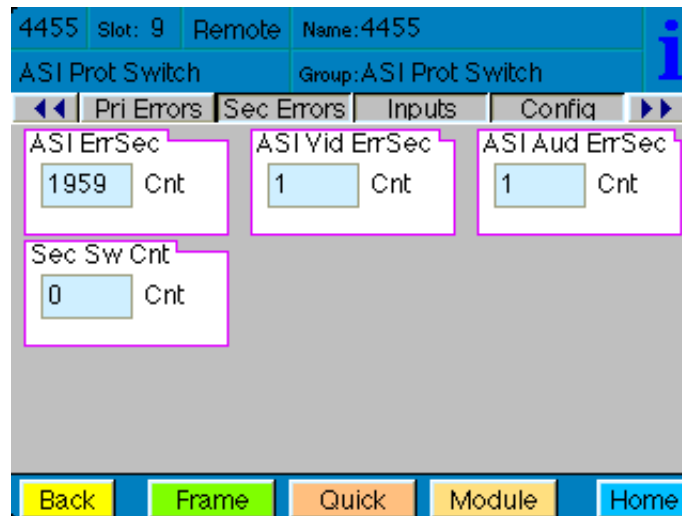 4455 Slot: 9 Remote Name:4455
ASI Prot Switch Group:ASI Prot Switch
Pri Errors Sec Errors Inputs Config
ASI ErrSec ASI Vid ErrSec ASI Aud ErrSec
1959 Cnt 1 Cnt 1 Cnt
Sec Sw Cnt
0 Cnt
Back Frame Quick Module Home